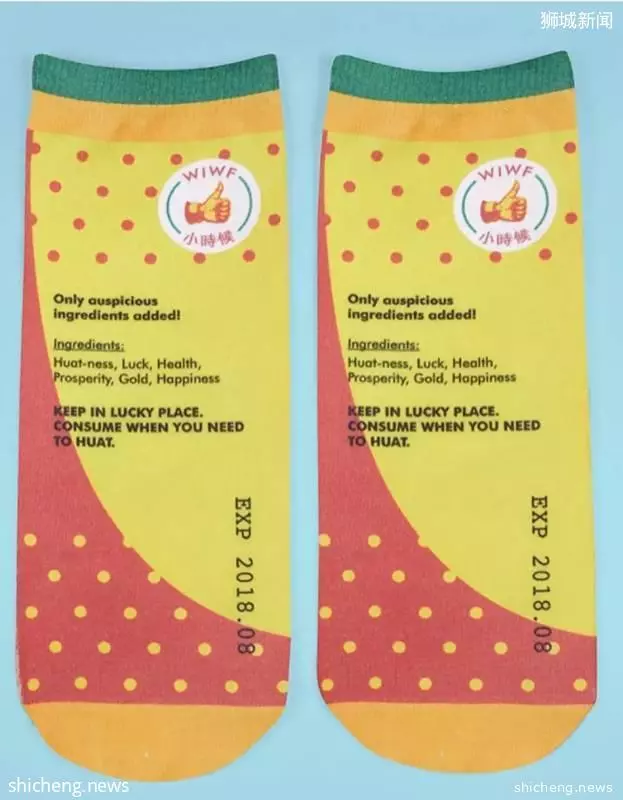 狮城新闻
WIWF
小時候
Only auspicious
ingredients added!
Ingredients:
Huat-ness, Luck, Health,
Prosperity, Gold, Happiness
KEEP IN LUCKY PLACE.
CONSUME WHEN YOU NEED
TO HUAT.
EXP 2018.08
WIWF
小時候
Only auspicious
ingredients added!
Ingredients:
Huat-ness, Luck, Health,
Prosperity, Gold, Happiness
KEEP IN LUCKY PLACE.
CONSUME WHEN YOU NEED
TO HUAT.
EXP 2018.08
shicheng.news
shicheng.news